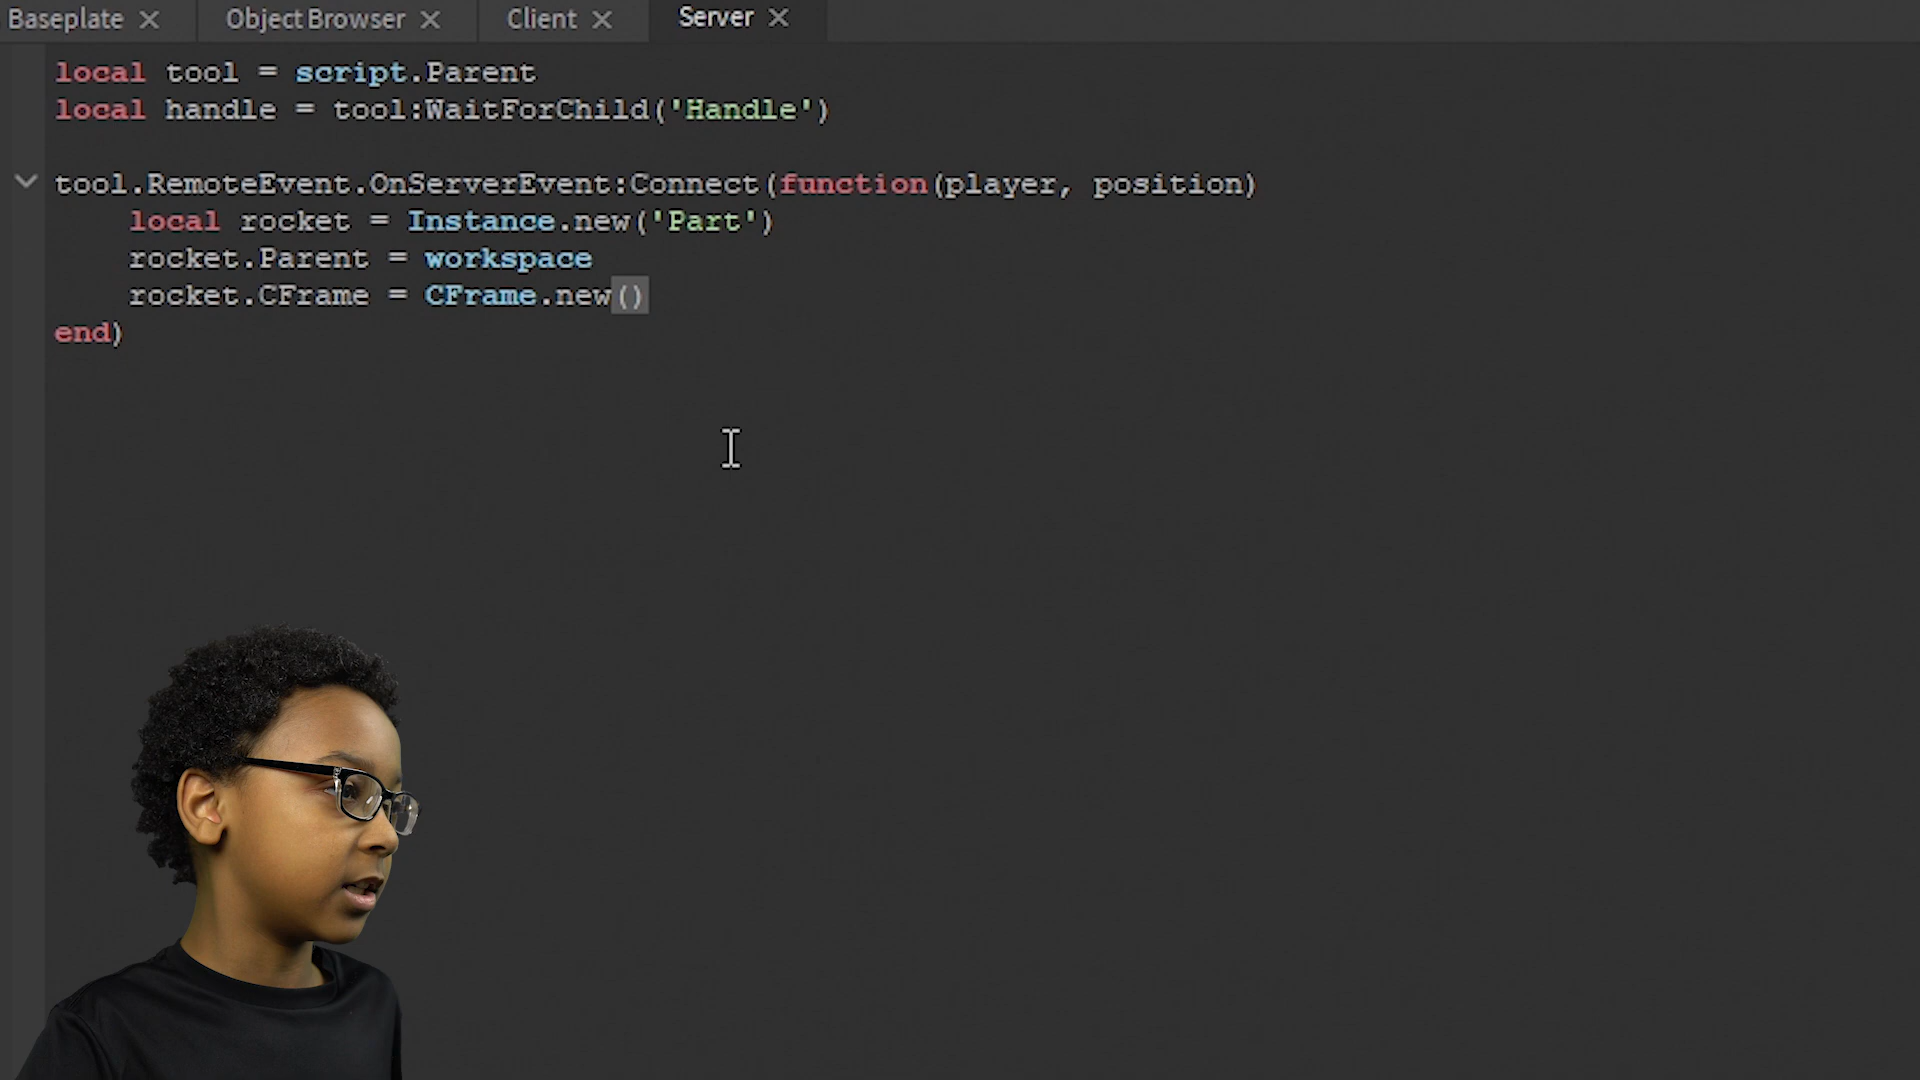 Baseplate Object Browser Client Server
local tool = script.Parent
local handle = tool:WaitForChild('Handle')
tool.RemoteEvent.OnServerEvent:Connect(function(player, position)
local rocket = Instance.new('Part')
rocket.Parent = workspace
rocket.CFrame = CFrame.new()
end)